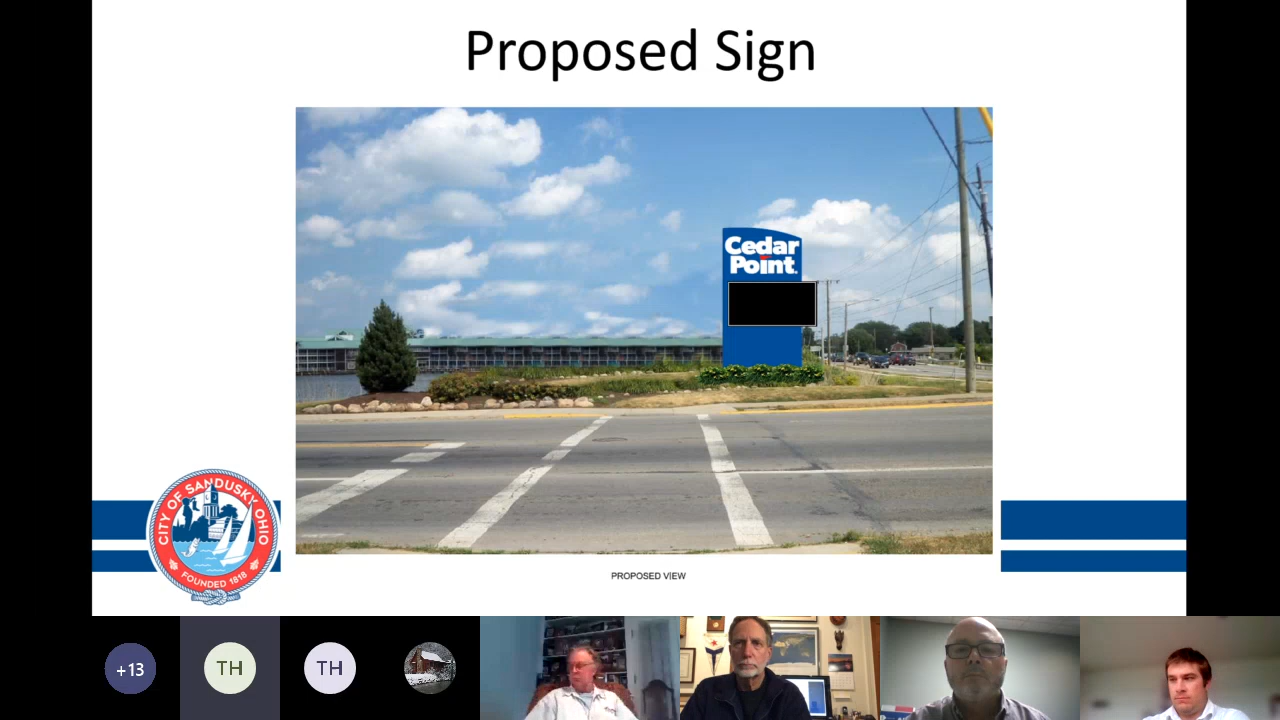 Proposed Sign
Cedar
Point
PROPOSED VIEW
CITY OF SANDUSKY, OHIO
FOUNDED 1818
+13
TH
TH